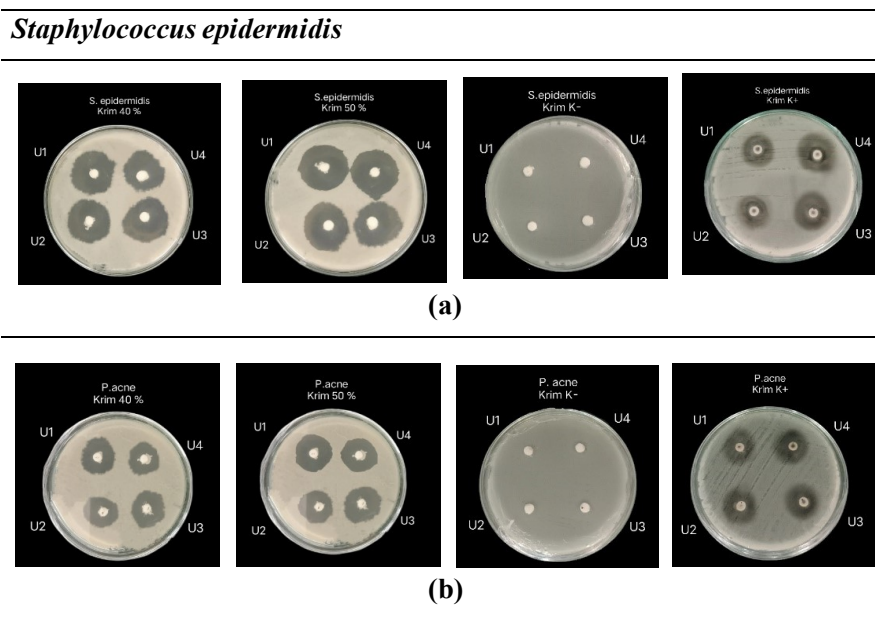 Staphylococcus epidermidis
S. epidermidis
Krim 40 %
U1
U4
U2
U3
S.epidermidis
Krim 50 %
U1
U4
U2
U3
S.epidermidis
Krim K-
U1
U4
U2
U3
S.epidermidis
Krim K+
U1
U4
U2
U3
(a)
P.acne
Krim 40 %
U1
U4
U2
U3
P.acne
Krim 50 %
U1
U4
U2
U3
P. acne
Krim K-
U1
U4
U2
U3
P.acne
Krim K+
U1
U4
U2
U3
(b)